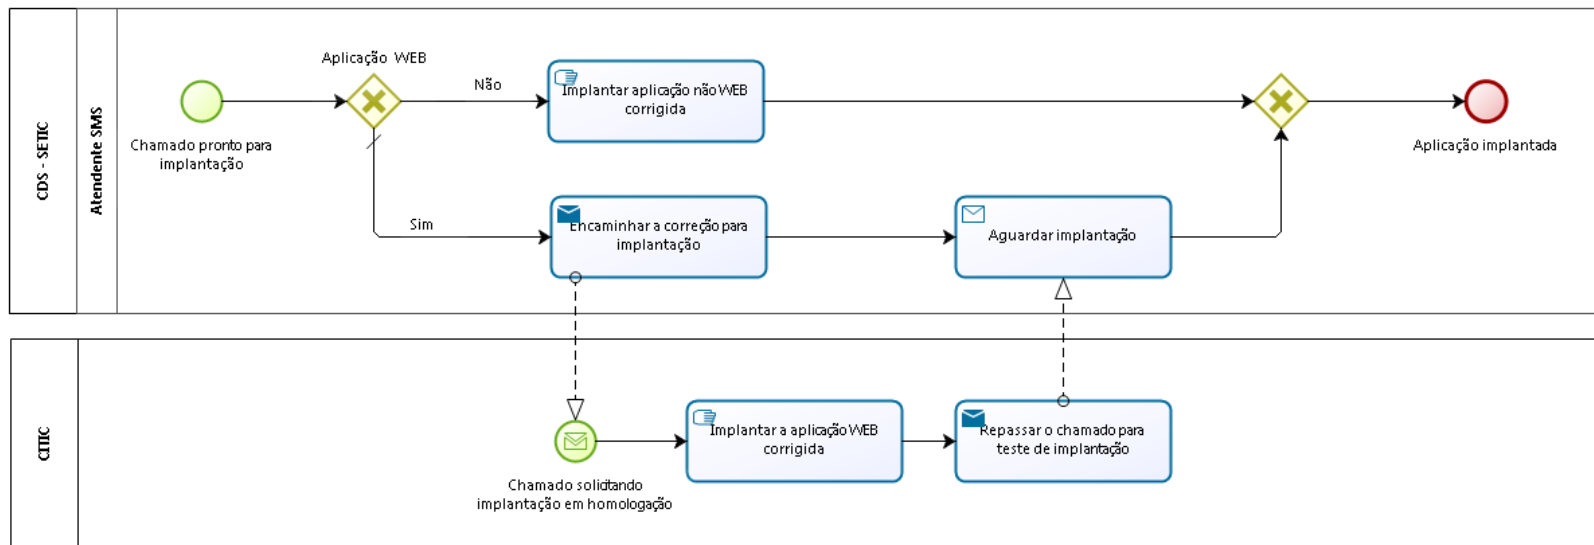 CDS - SETIC
Atendente SMS
Aplicação WEB
Não
Implantar aplicação não WEB
corrigida
Chamado pronto para
implantação
Aplicação implantada
Sim
Encaminhar a correção para
implantação
Aguardar implantação
CITIC
Implantar a aplicação WEB
corrigida
Repassar o chamado para
teste de implantação
Chamado solicitando
implantação em homologação